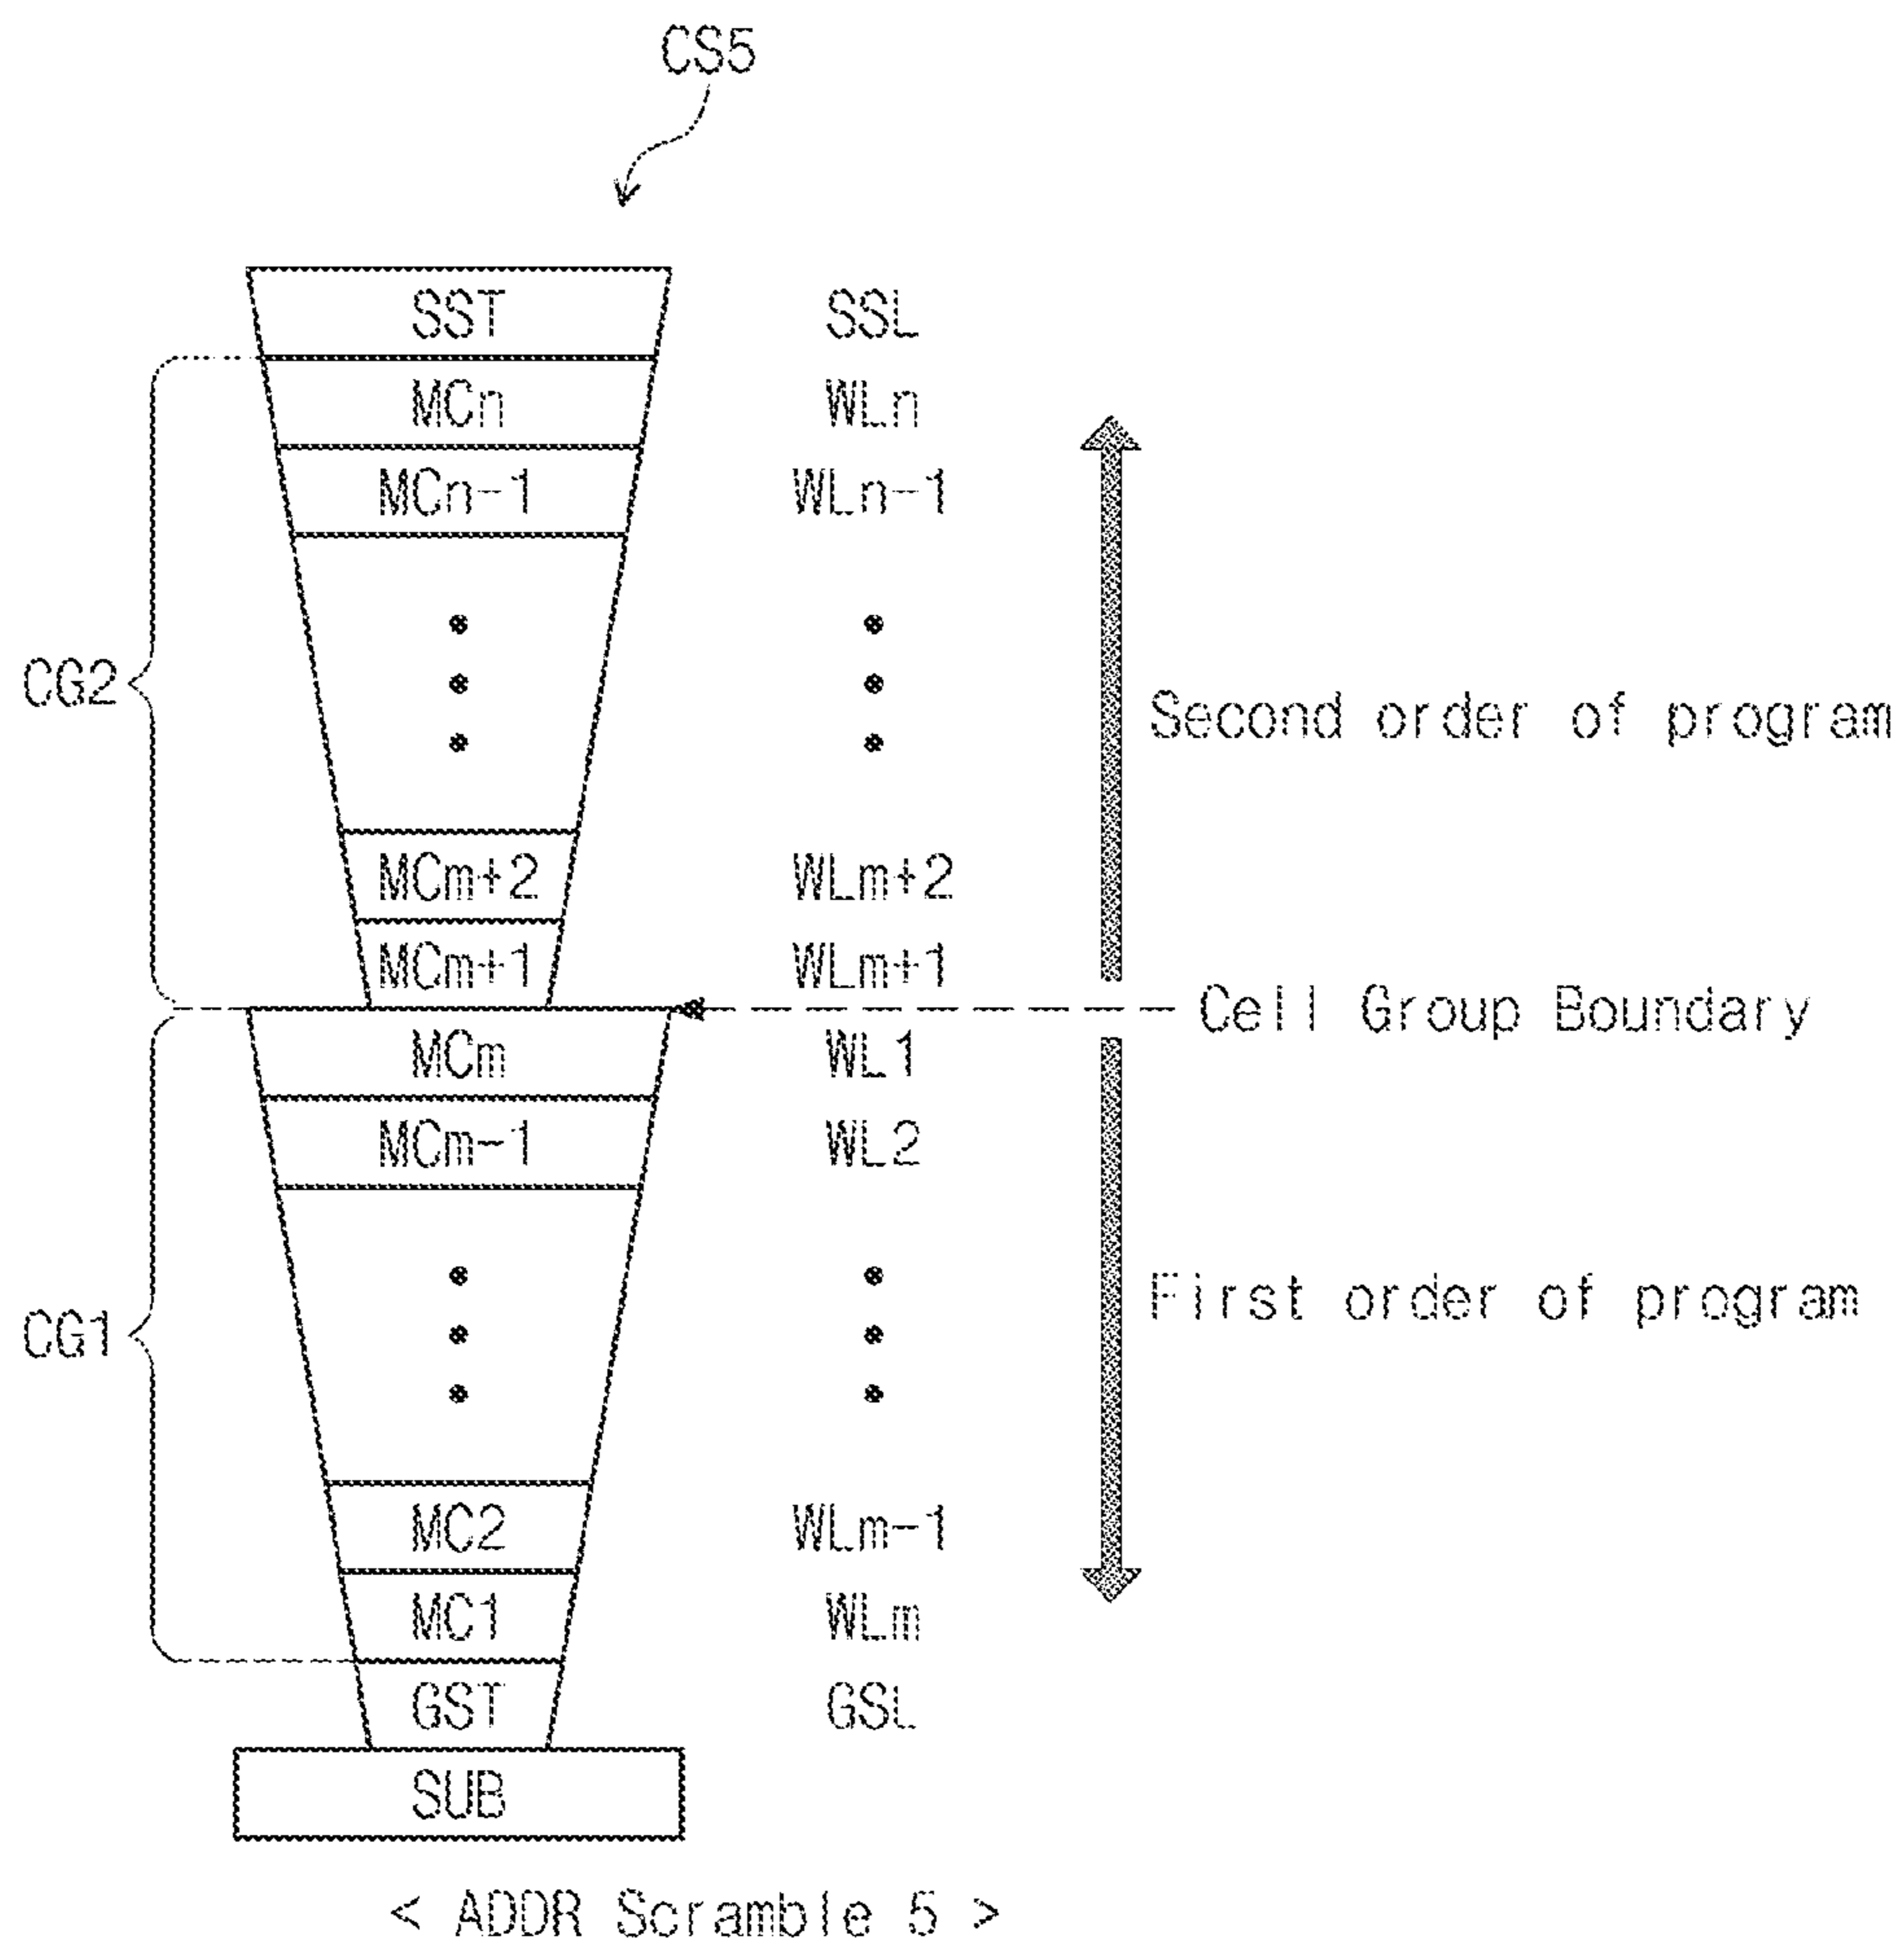 CS5
SST SSL
MCn WLn
MCn-1 WLn-1
CG2
Second order of program
MCm+2 WLm+2
MCm+1 WLm+1
Cell Group Boundary
MCm WL1
MCm-1 WL2
CG1
First order of program
MC2 WLm-1
MC1 WLm
GST GSL
SUB
< ADDR Scramble 5 >